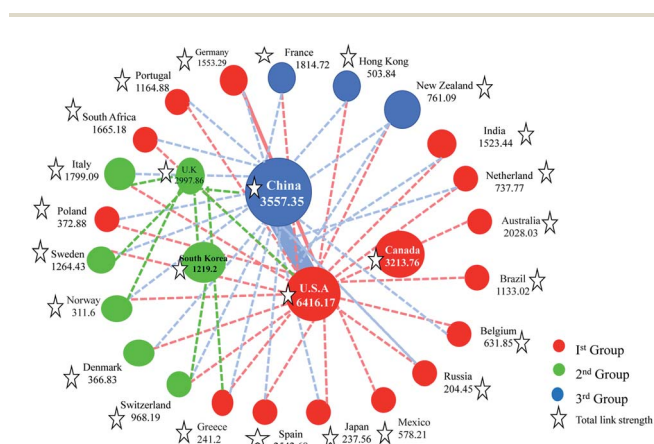 Germany
1553.29
France
1814.72
Hong Kong
503.84
Portugal
1164.88
New Zealand
761.09
South Africa
1665.18
India
1523.44
Italy
1799.09
U.K
2997.86
China
3557.35
Netherland
737.77
Poland
372.88
Australia
2028.03
Canada
3213.76
Sweden
1264.43
South Korea
1219.2
U.S.A
6416.17
Brazil
1133.02
Norway
311.6
Belgium
631.85
Denmark
366.83
Russia
204.45
Switzerland
968.19
Greece
241.2
Spain
Japan
237.56
Mexico
578.21
Ist Group
2nd Group
3rd Group
Total link strength